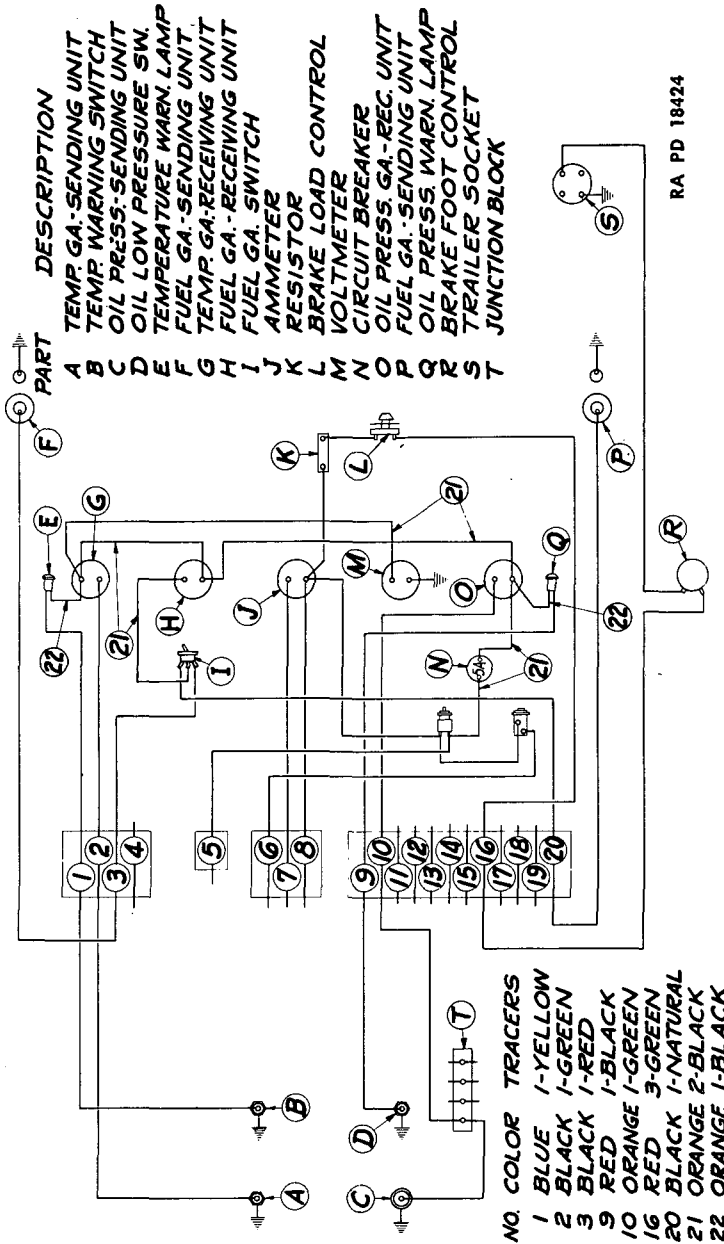 PART DESCRIPTION
A TEMP. GA.-SENDING UNIT
B TEMP. WARNING SWITCH
C OIL PRESS.-SENDING UNIT
D OIL LOW PRESSURE SW.
E TEMPERATURE WARN. LAMP
F FUEL GA.-SENDING UNIT
G TEMP. GA-RECEIVING UNIT
H FUEL GA.-RECEIVING UNIT
I FUEL GA. SWITCH
J AMMETER
K RESISTOR
L BRAKE LOAD CONTROL
M VOLTMETER
N CIRCUIT BREAKER
O OIL PRESS. GA.-REC. UNIT
P FUEL GA.-SENDING UNIT
Q OIL PRESS. WARN. LAMP
R BRAKE FOOT CONTROL
S TRAILER SOCKET
T JUNCTION BLOCK
F
E
G
22
21
H
I
J
K
L
M
21
O
Q
22
N
5A
21
P
R
S
1
2
3
4
5
6
7
8
9
10
11
12
13
14
15
16
17
18
19
20
A
B
C
D
T
NO. COLOR TRACERS
1 BLUE 1-YELLOW
2 BLACK 1-GREEN
3 BLACK 1-RED
9 RED 1-BLACK
10 ORANGE 1-GREEN
16 RED 3-GREEN
20 BLACK 1-NATURAL
21 ORANGE 2-BLACK
22 ORANGE 1-BLACK
RA PD 18424